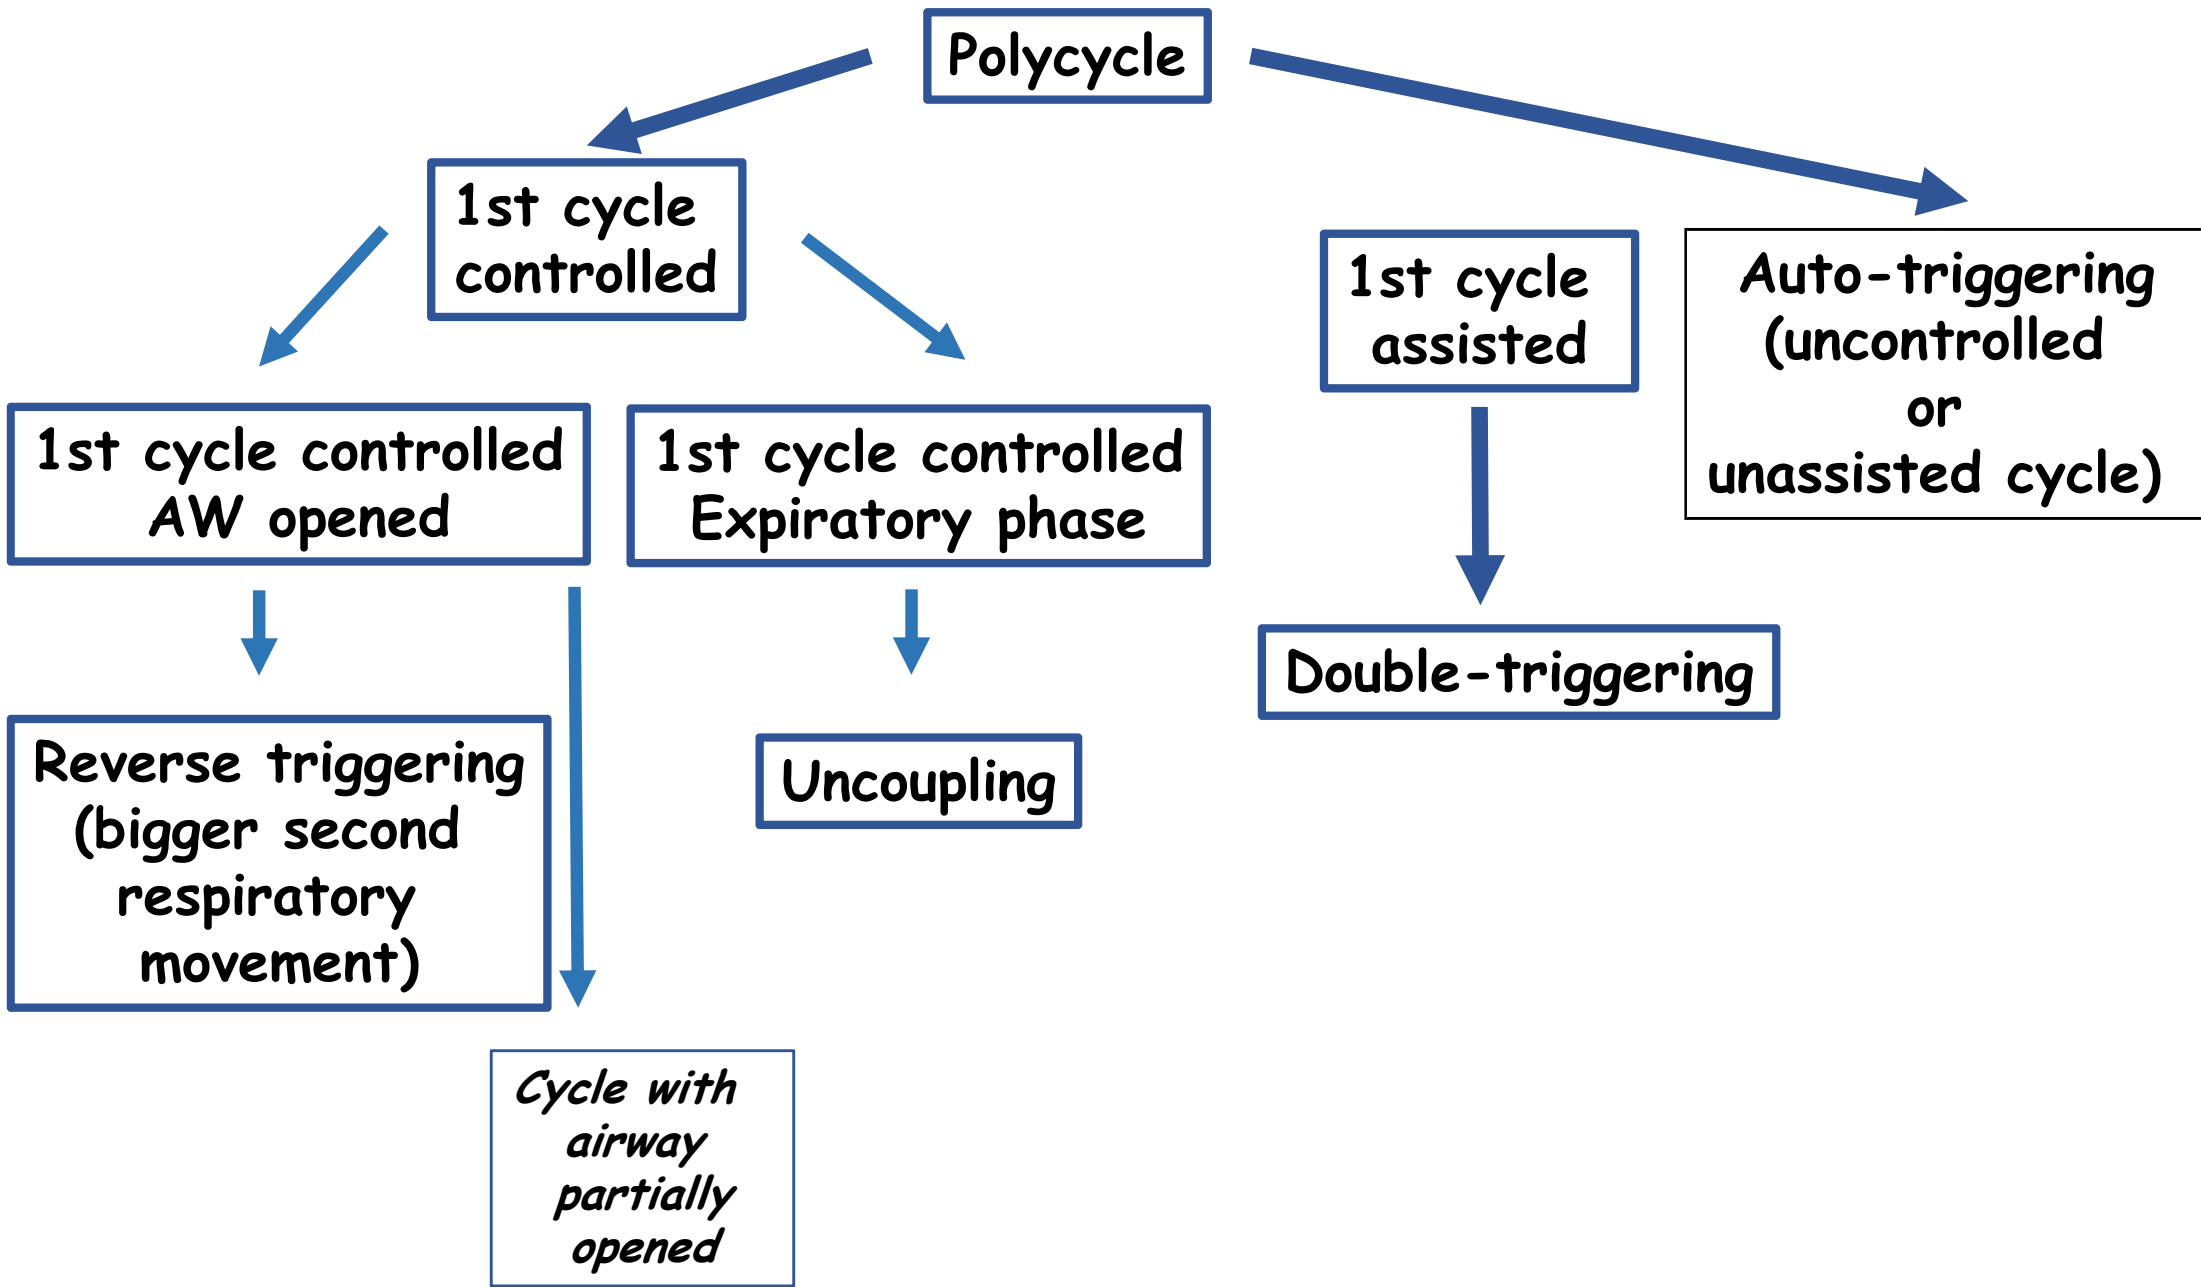 Polycycle
1st cycle
controlled
1st cycle
assisted
Auto-triggering
(uncontrolled
or
unassisted cycle)
1st cycle controlled
AW opened
1st cycle controlled
Expiratory phase
Double-triggering
Reverse triggering
(bigger second
respiratory
movement)
Uncoupling
Cycle with
airway
partially
opened